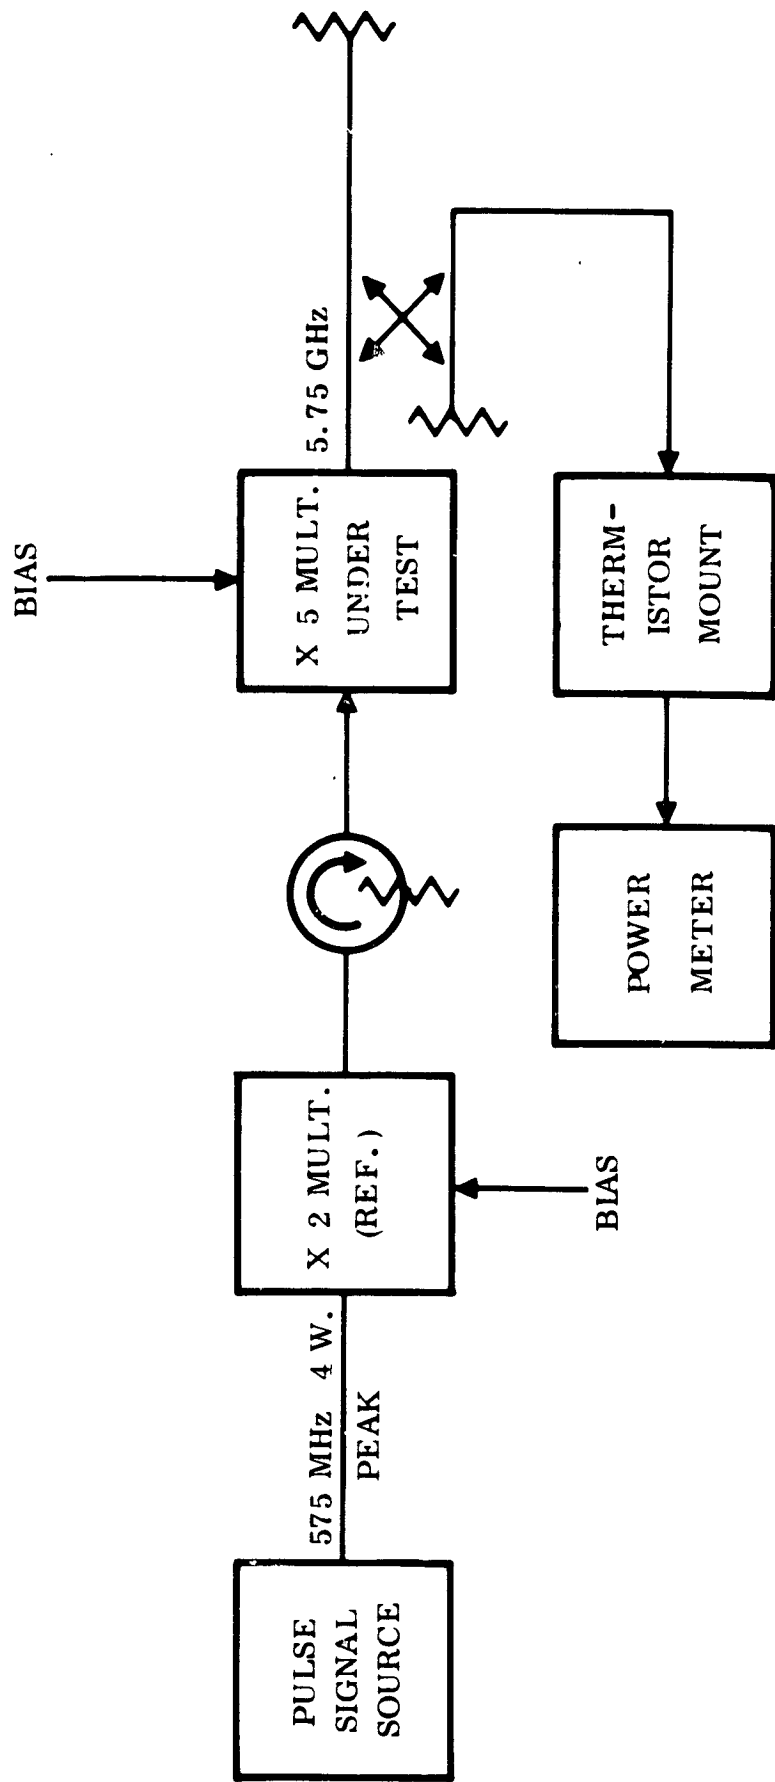 PULSE
SIGNAL
SOURCE
575 MHz 4 W.
PEAK
X 2 MULT.
(REF.)
BIAS
X 5 MULT.
UNDER
TEST
BIAS
5.75 GHz
THERM-
ISTOR
MOUNT
POWER
METER